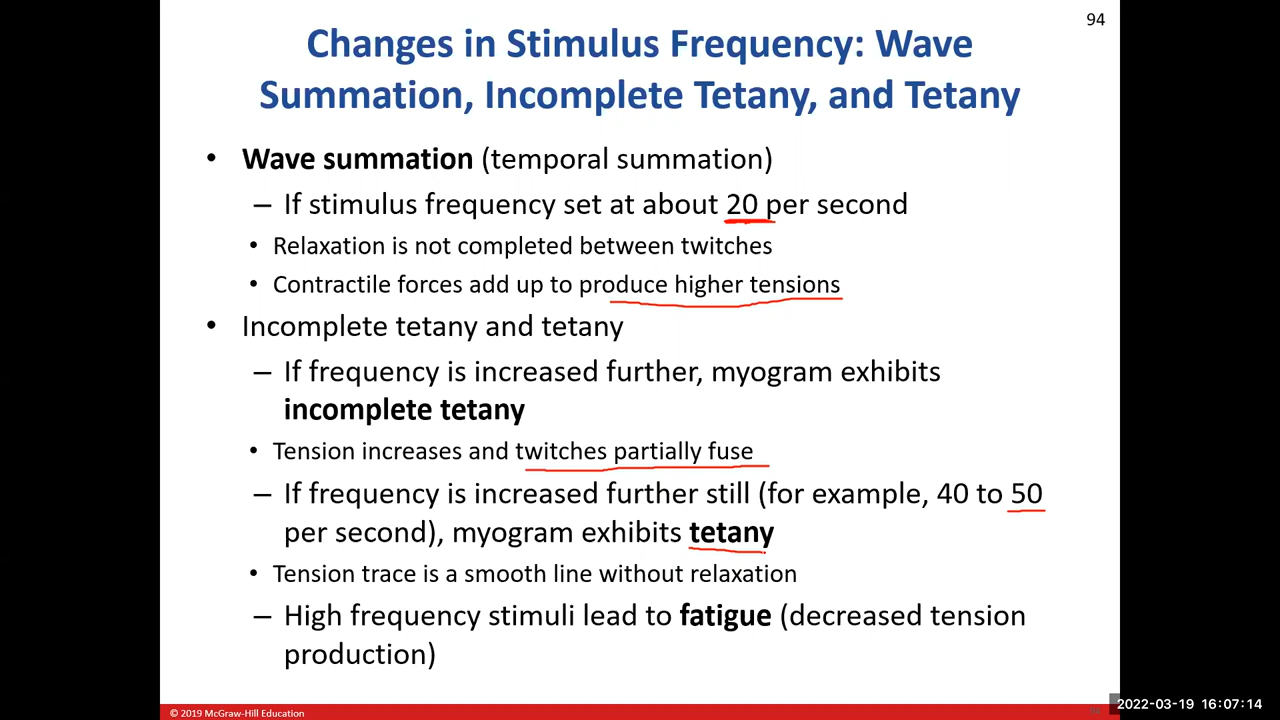 94
Changes in Stimulus Frequency: Wave
Summation, Incomplete Tetany, and Tetany
• Wave summation (temporal summation)
– If stimulus frequency set at about 20 per second
• Relaxation is not completed between twitches
• Contractile forces add up to produce higher tensions
• Incomplete tetany and tetany
– If frequency is increased further, myogram exhibits
incomplete tetany
• Tension increases and twitches partially fuse
– If frequency is increased further still (for example, 40 to 50
per second), myogram exhibits tetany
• Tension trace is a smooth line without relaxation
– High frequency stimuli lead to fatigue (decreased tension
production)
© 2019 McGraw-Hill Education
2022-03-19 16:07:14